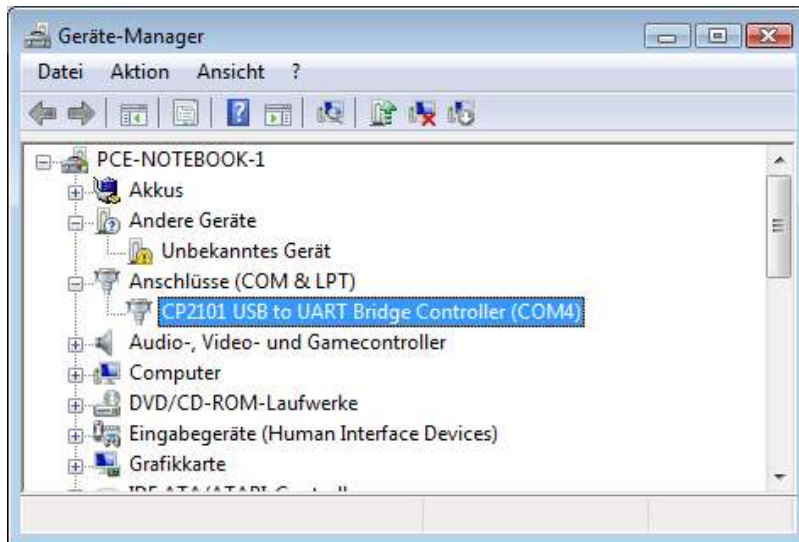 Geräte-Manager
Datei Aktion Ansicht ?
PCE-NOTEBOOK-1
Akkus
Andere Geräte
Unbekanntes Gerät
Anschlüsse (COM & LPT)
CP2101 USB to UART Bridge Controller (COM4)
Audio-, Video- und Gamecontroller
Computer
DVD/CD-ROM-Laufwerke
Eingabegeräte (Human Interface Devices)
Grafikkarte